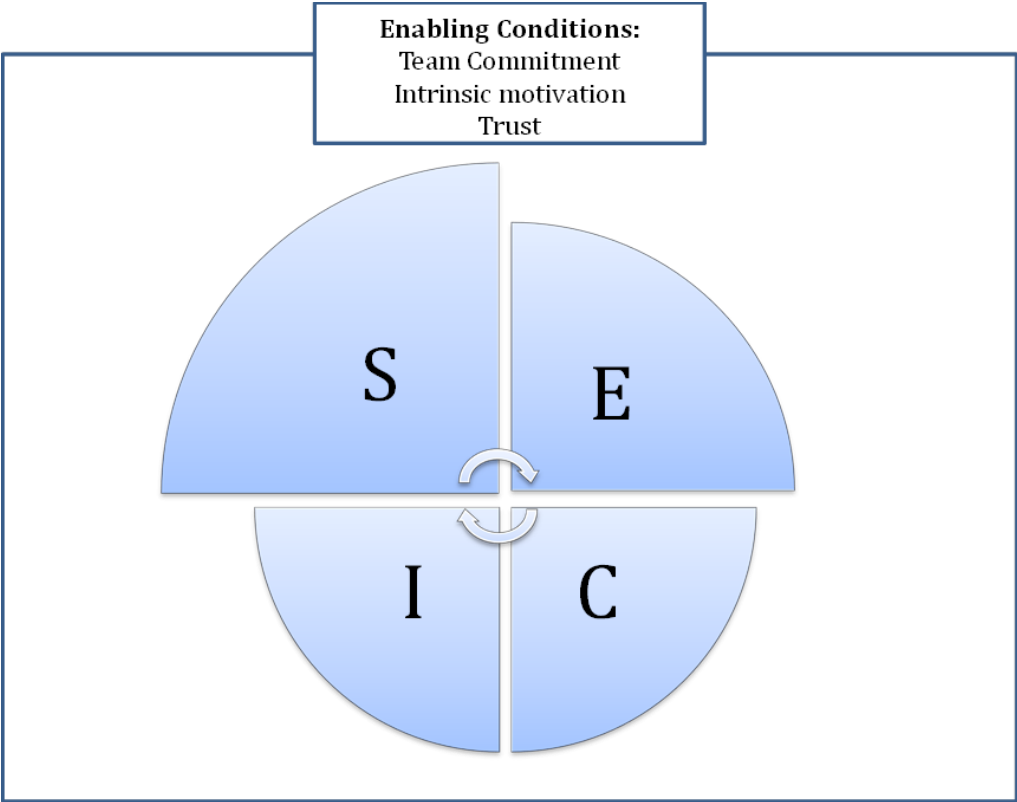 Enabling Conditions:
Team Commitment
Intrinsic motivation
Trust
S
E
I
C